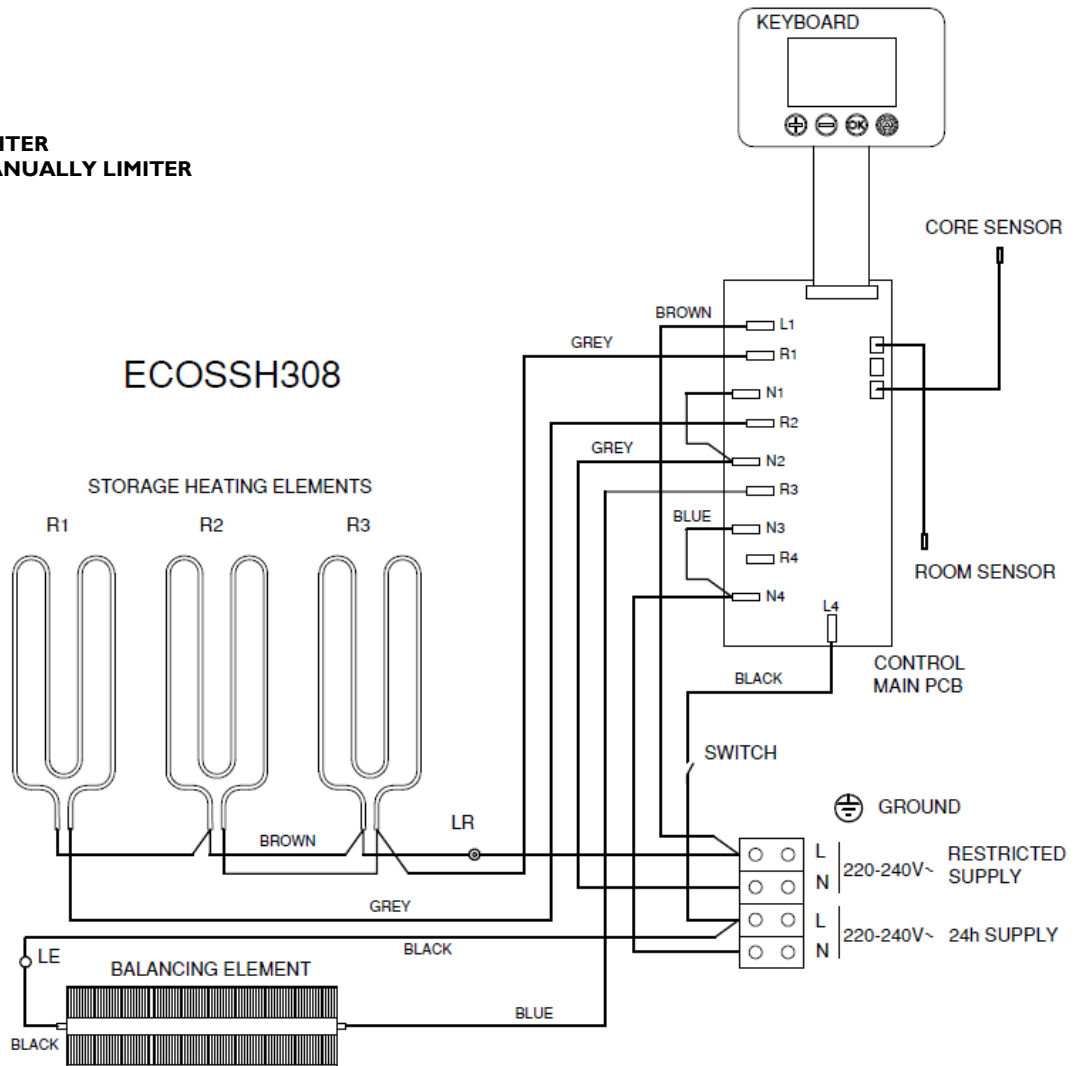 KEYBOARD
OK
ITER
ANUALLY LIMITER
CORE SENSOR
BROWN
L1
GREY
R1
ECOSSH308
N1
R2
GREY
N2
STORAGE HEATING ELEMENTS
R3
R1
R2
R3
BLUE
N3
R4
ROOM SENSOR
N4
L4
CONTROL
MAIN PCB
BLACK
SWITCH
GROUND
LR
BROWN
L
N
220-240V~
RESTRICTED
SUPPLY
GREY
L
N
220-240V~
24h SUPPLY
BLACK
LE
BALANCING ELEMENT
BLUE
BLACK